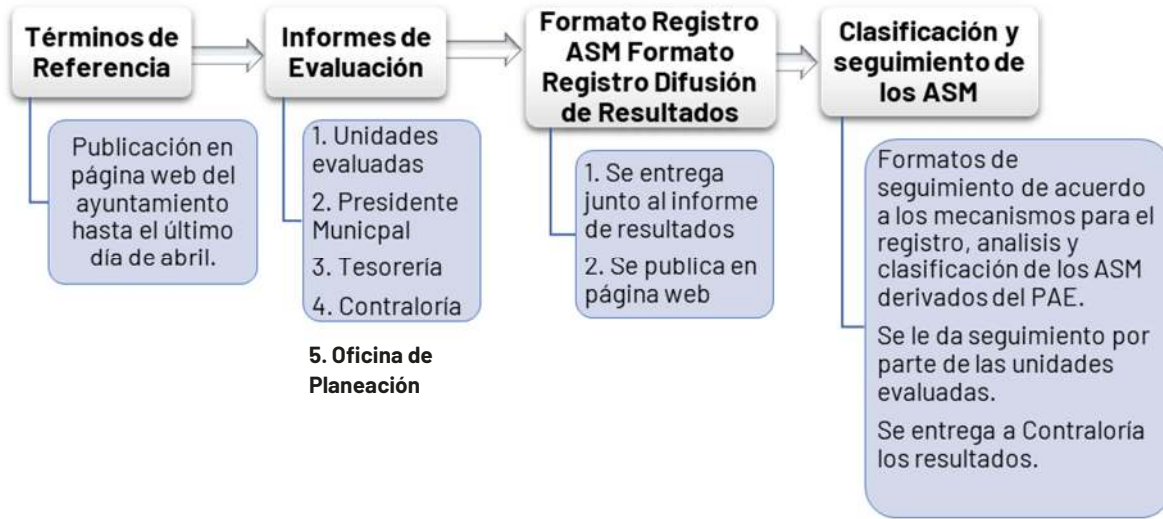 Términos de
Referencia
Publicación en
página web del
ayuntamiento
hasta el último
día de abril.
Informes de
Evaluación
1. Unidades
evaluadas
2. Presidente
Municpal
3. Tesorería
4. Contraloría
5. Oficina de
Planeación
Formato Registro
ASM Formato
Registro Difusión
de Resultados
1. Se entrega
junto al informe
de resultados
2. Se publica en
página web
Clasificación y
seguimiento de
los ASM
Formatos de
seguimiento de acuerdo
a los mecanismos para el
registro, analisis y
clasificación de los ASM
derivados del PAE.
Se le da seguimiento por
parte de las unidades
evaluadas.
Se entrega a Contraloría
los resultados.